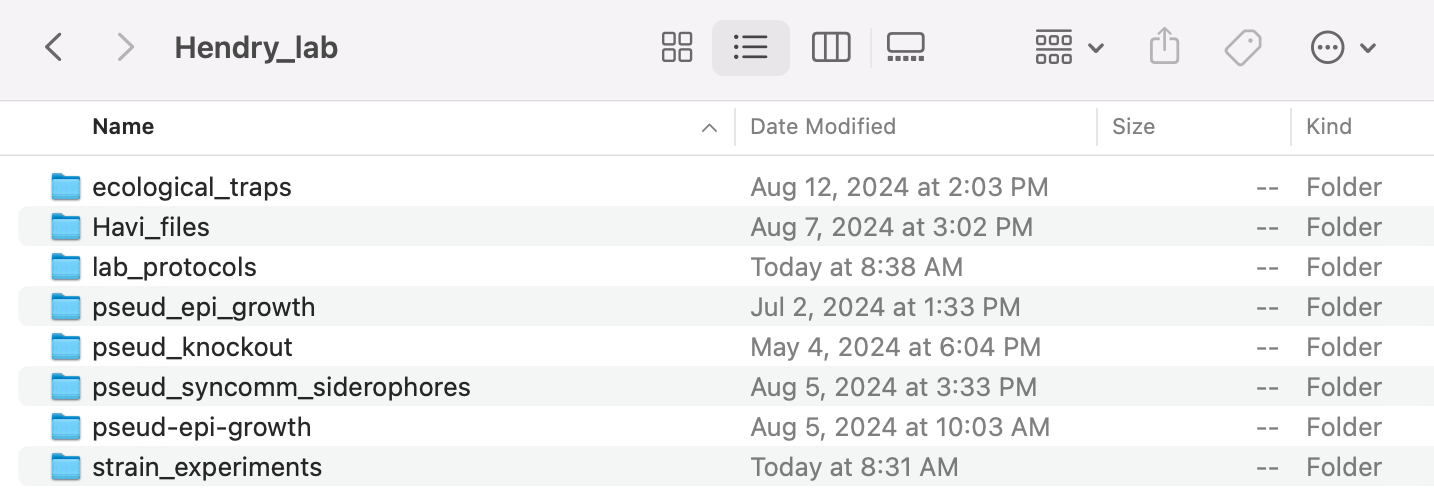 Hendry_lab
Name Date Modified Size Kind
ecological_traps Aug 12, 2024 at 2:03 PM -- Folder
Havi_files Aug 7, 2024 at 3:02 PM -- Folder
lab_protocols Today at 8:38 AM -- Folder
pseud_epi_growth Jul 2, 2024 at 1:33 PM -- Folder
pseud_knockout May 4, 2024 at 6:04 PM -- Folder
pseud_syncomm_siderophores Aug 5, 2024 at 3:33 PM -- Folder
pseud-epi-growth Aug 5, 2024 at 10:03 AM -- Folder
strain_experiments Today at 8:31 AM -- Folder